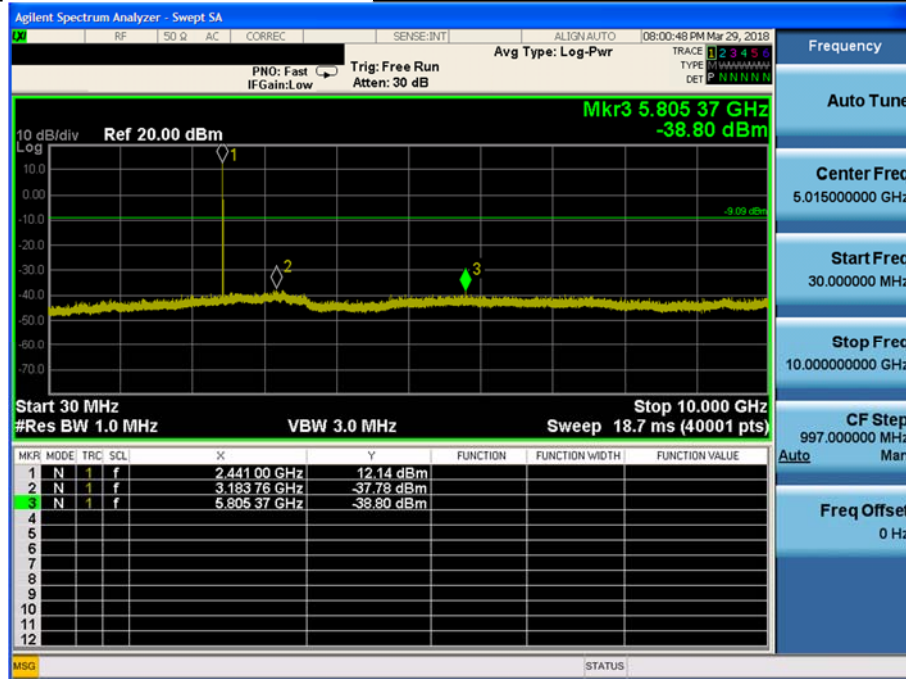 Agilent Spectrum Analyzer - Swept SA
LXI RF 50 Ω AC CORREC SENSE:INT ALIGN AUTO 08:00:48 PM Mar 29, 2018
Frequency
Avg Type: Log-Pwr
TRACE 1 2 3 4 5 6
TYPE M W W W W W
DET P N N N N N
PNO: Fast
IFGain:Low
Trig: Free Run
Atten: 30 dB
Auto Tune
Mkr3 5.805 37 GHz
-38.80 dBm
10 dB/div
Log
Ref 20.00 dBm
1
10.0
0.00
-10.0
-9.09 dBm
-20.0
-30.0
2
3
-40.0
-50.0
-60.0
-70.0
Center Freq
5.015000000 GHz
Start Freq
30.000000 MHz
Stop Freq
10.000000000 GHz
Start 30 MHz
Stop 10.000 GHz
#Res BW 1.0 MHz
VBW 3.0 MHz
Sweep 18.7 ms (40001 pts)
CF Step
997.000000 MHz
Auto Man
MKR MODE TRC SCL X Y FUNCTION FUNCTION WIDTH FUNCTION VALUE
1 N 1 f 2.441 00 GHz 12.14 dBm
2 N 1 f 3.183 76 GHz -37.78 dBm
3 N 1 f 5.805 37 GHz -38.80 dBm
4
5
6
7
8
9
10
11
12
Freq Offset
0 Hz
MSG
STATUS